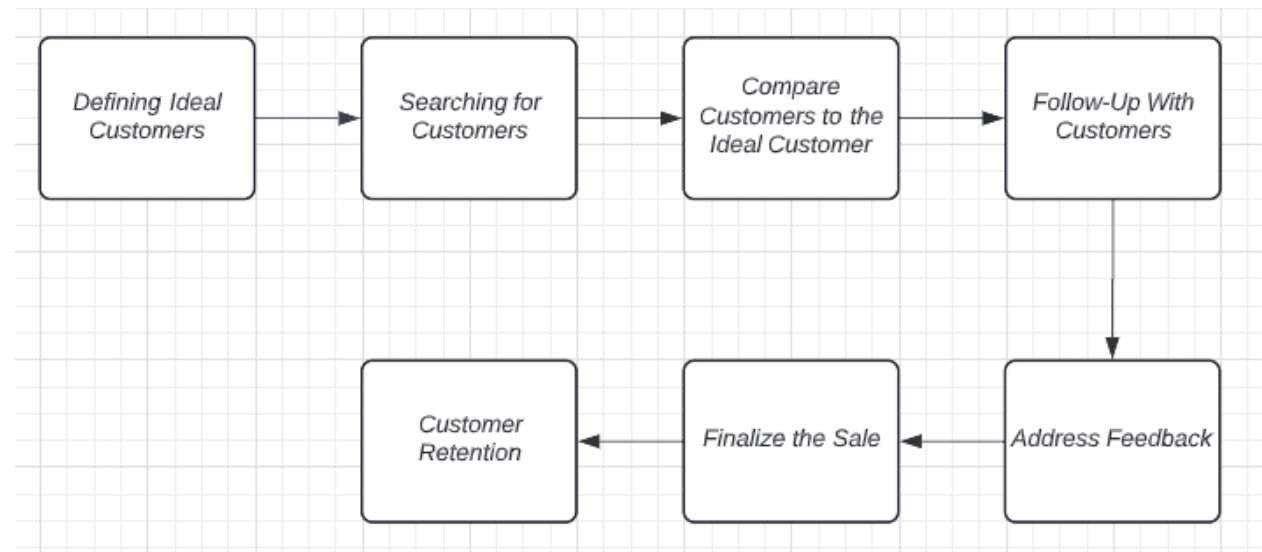 Defining Ideal
Customers
Searching for
Customers
Compare
Customers to the
Ideal Customer
Follow-Up With
Customers
Address Feedback
Finalize the Sale
Customer
Retention